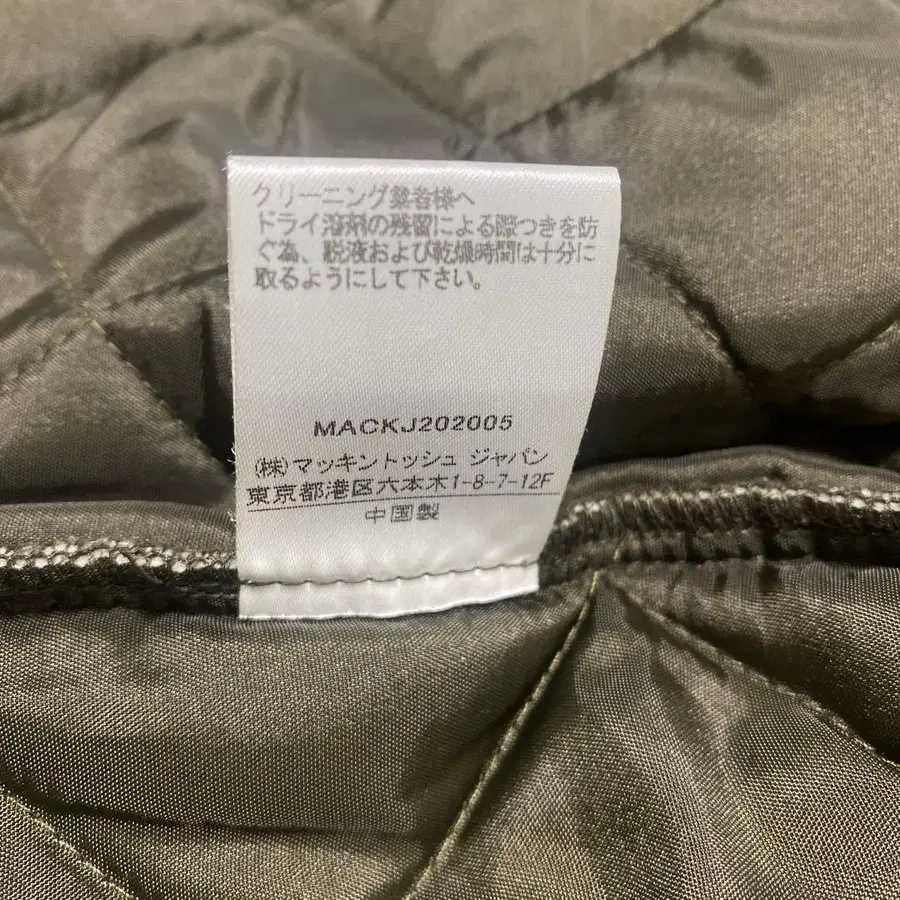 クリーニング業者様へ
ドライ溶剤の残留による際つきを防
ぐ為、脱液および乾燥時間は十分に
取るようにして下さい。
MACKJ202005
(株)マッキントッシュ ジャパン
東京都港区六本木1-8-7-12F
中国製